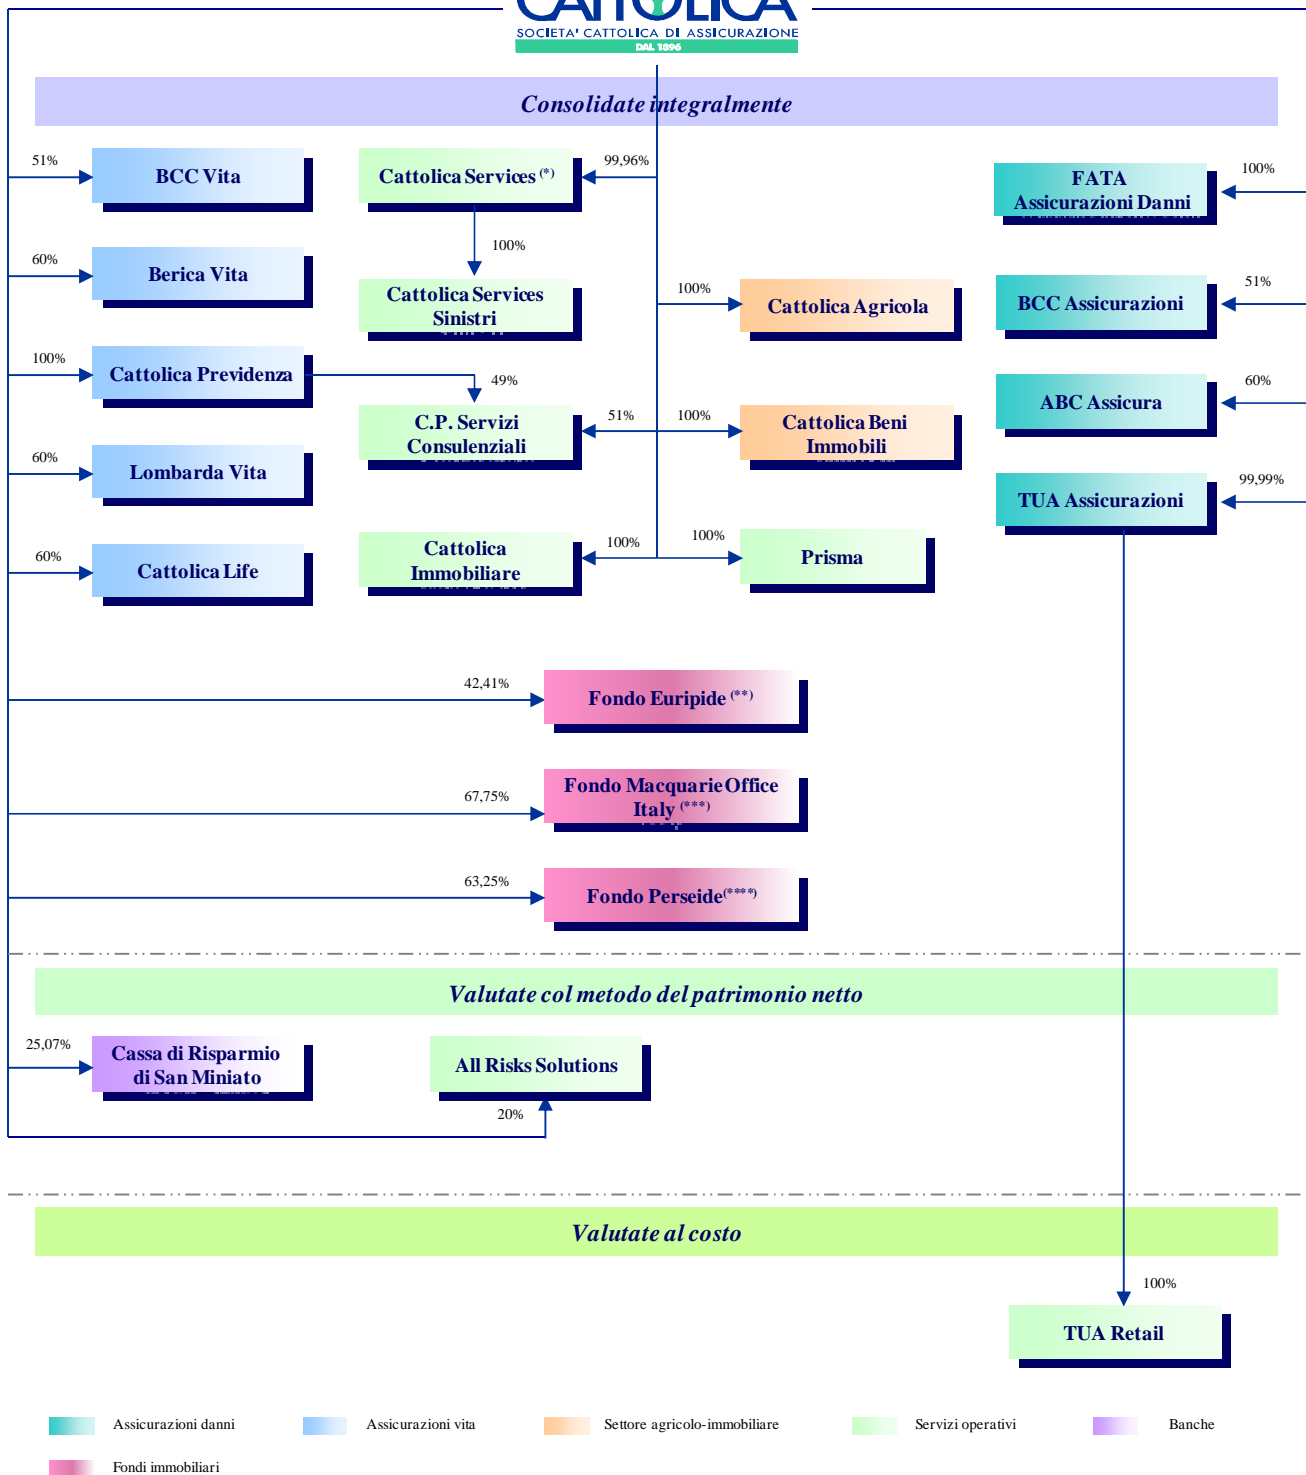 CATTOLICA
SOCIETA' CATTOLICA DI ASSICURAZIONE
DAL 1896
Consolidate integralmente
51%
BCC Vita
Cattolica Services (*)
99,96%
FATA
Assicurazioni Danni
100%
100%
60%
Berica Vita
Cattolica Services
Sinistri
100%
Cattolica Agricola
BCC Assicurazioni
51%
100%
Cattolica Previdenza
49%
ABC Assicura
60%
C.P. Servizi
Consulenziali
51%
100%
Cattolica Beni
Immobili
60%
Lombarda Vita
TUA Assicurazioni
99,99%
60%
Cattolica Life
Cattolica
Immobiliare
100%
100%
Prisma
42,41%
Fondo Euripide (**)
67,75%
Fondo Macquarie Office
Italy (***)
63,25%
Fondo Perseide(****)
Valutate col metodo del patrimonio netto
25,07%
Cassa di Risparmio
di San Miniato
All Risks Solutions
20%
Valutate al costo
100%
TUA Retail
Assicurazioni danni
Assicurazioni vita
Settore agricolo-immobiliare
Servizi operativi
Banche
Fondi immobiliari